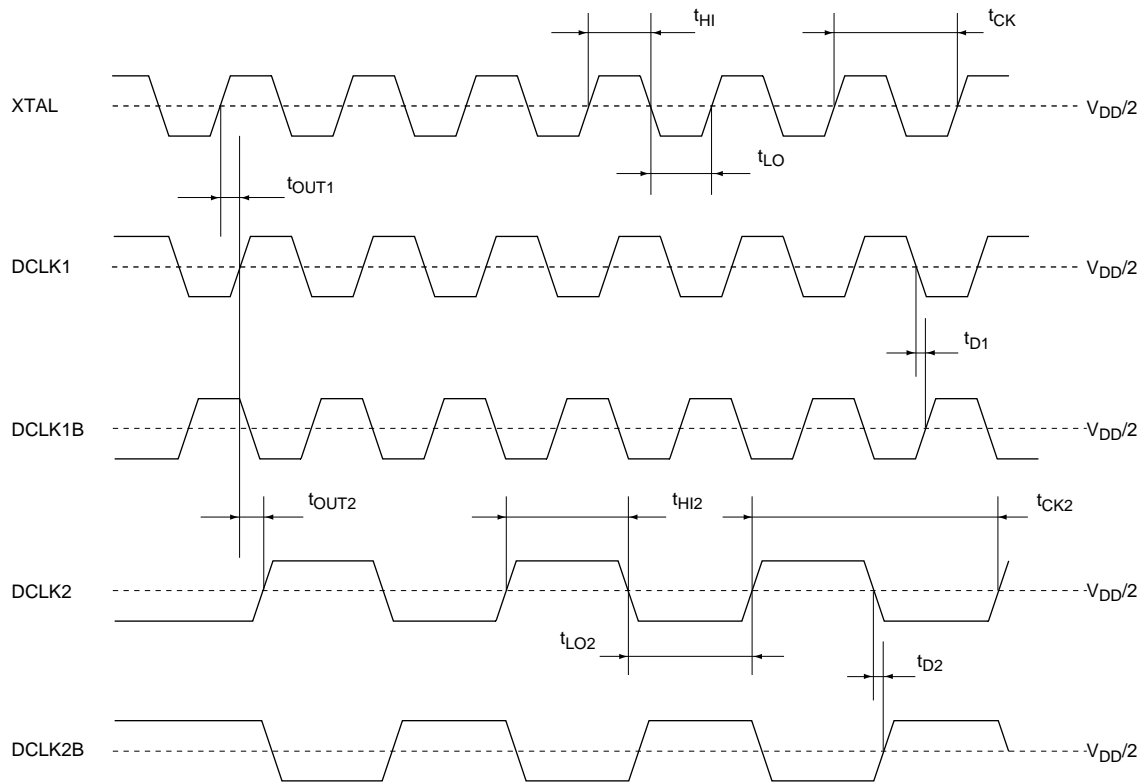 tHI
tCK
XTAL
VDD/2
tLO
tOUT1
DCLK1
VDD/2
tD1
DCLK1B
VDD/2
tOUT2
tHI2
tCK2
DCLK2
VDD/2
tLO2
tD2
DCLK2B
VDD/2